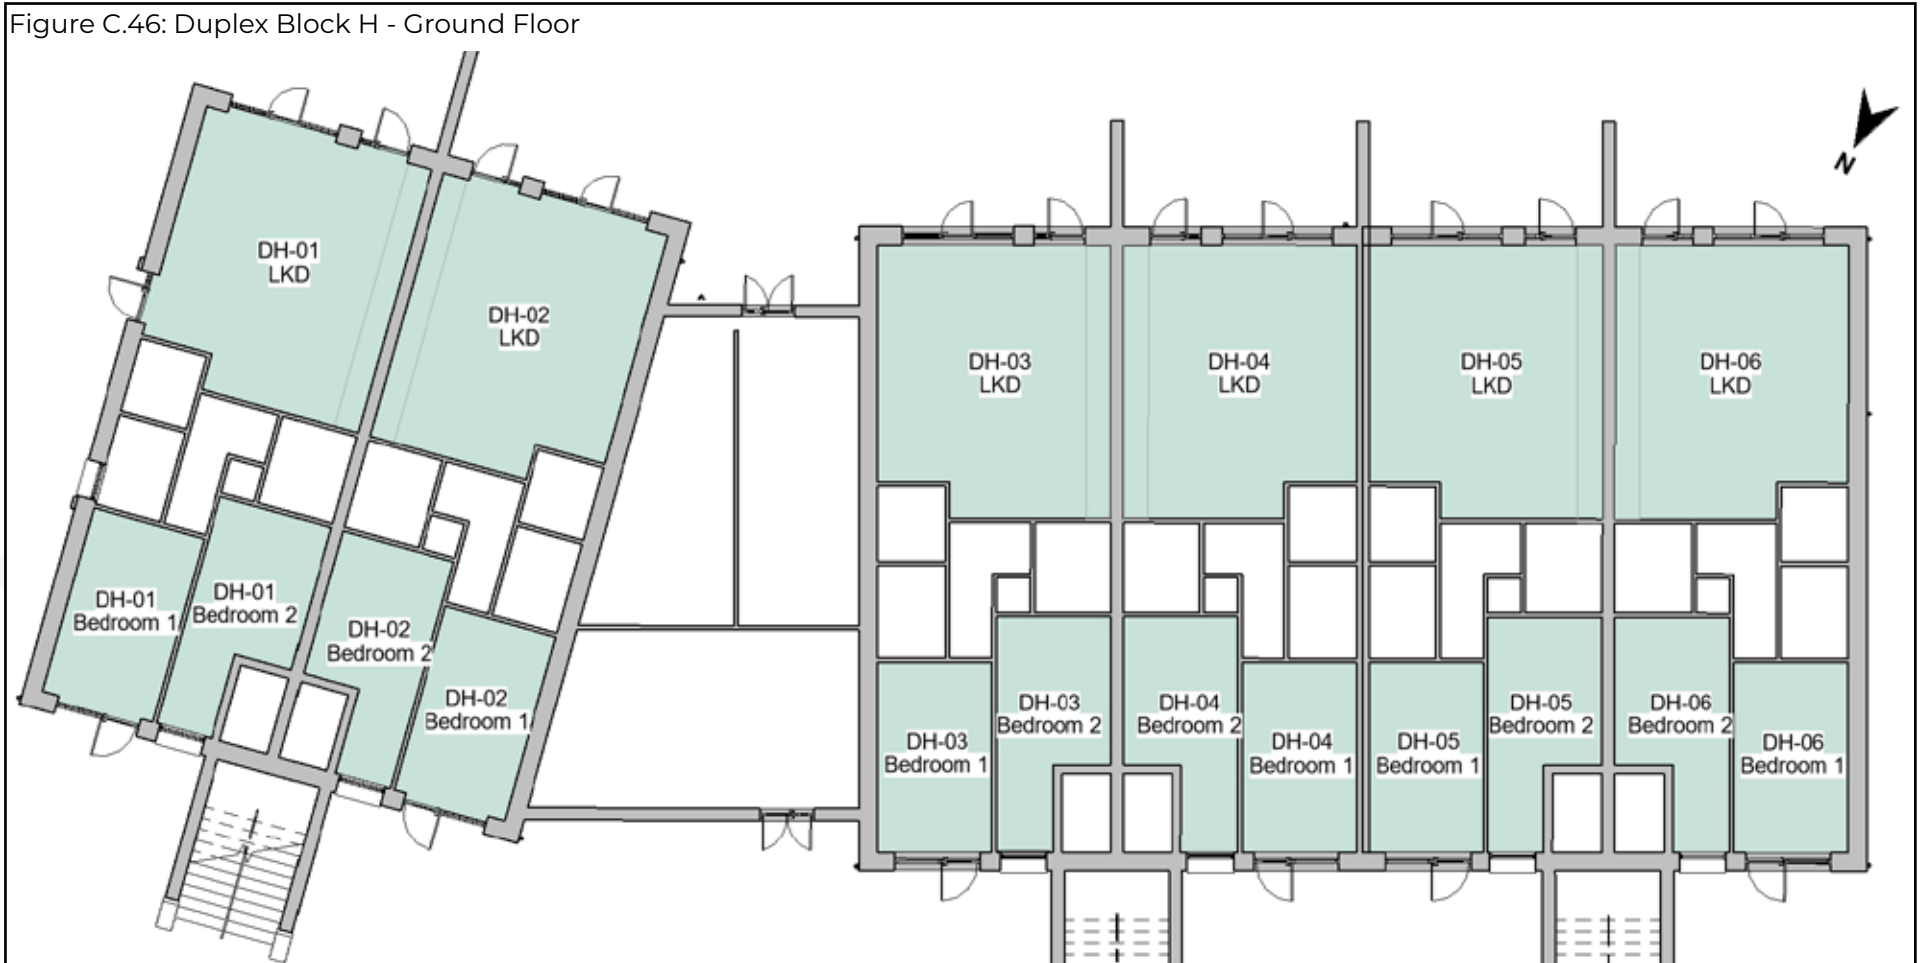 Figure C.46: Duplex Block H - Ground Floor
N
DH-01
LKD
DH-02
LKD
DH-03
LKD
DH-04
LKD
DH-05
LKD
DH-06
LKD
DH-01
Bedroom 1
DH-01
Bedroom 2
DH-02
Bedroom 2
DH-02
Bedroom 1
DH-03
Bedroom 1
DH-03
Bedroom 2
DH-04
Bedroom 2
DH-04
Bedroom 1
DH-05
Bedroom 1
DH-05
Bedroom 2
DH-06
Bedroom 2
DH-06
Bedroom 1